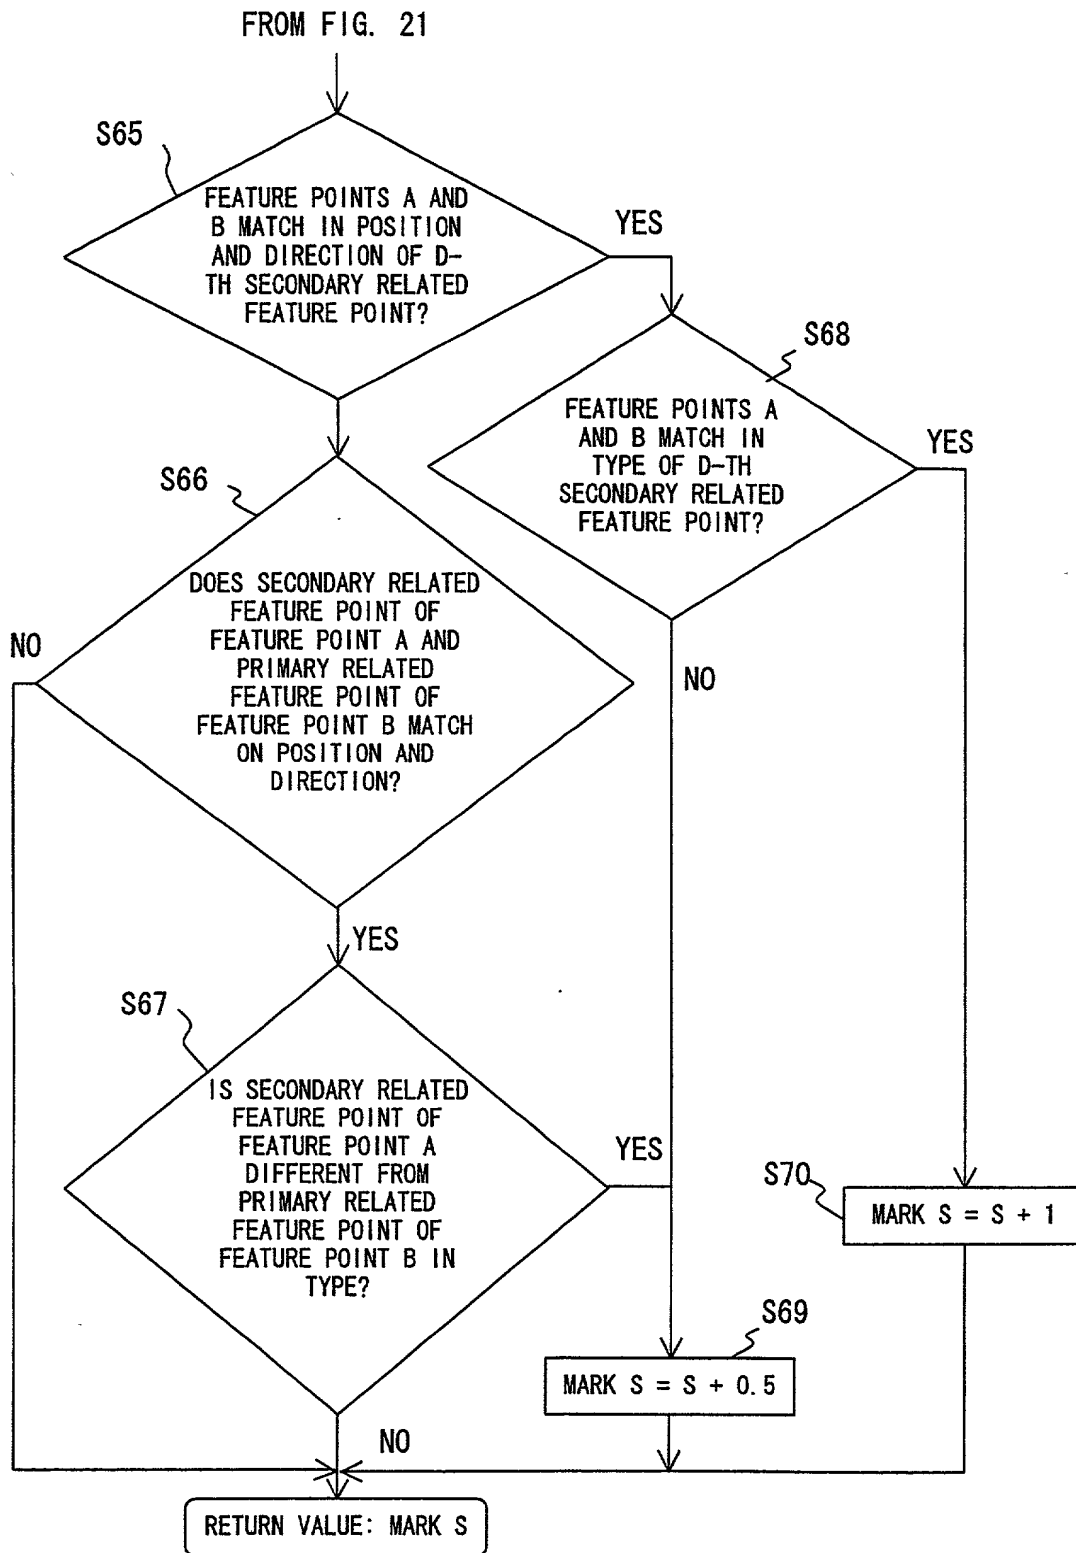 FROM FIG. 21
S65
FEATURE POINTS A AND
B MATCH IN POSITION
AND DIRECTION OF D-
TH SECONDARY RELATED
FEATURE POINT?
YES
S68
FEATURE POINTS A
AND B MATCH IN
TYPE OF D-TH
SECONDARY RELATED
FEATURE POINT?
YES
NO
S66
DOES SECONDARY RELATED
FEATURE POINT OF
FEATURE POINT A AND
PRIMARY RELATED
FEATURE POINT OF
FEATURE POINT B MATCH
ON POSITION AND
DIRECTION?
NO
YES
S67
IS SECONDARY RELATED
FEATURE POINT OF
FEATURE POINT A
DIFFERENT FROM
PRIMARY RELATED
FEATURE POINT OF
FEATURE POINT B IN
TYPE?
YES
NO
S70
MARK S = S + 1
S69
MARK S = S + 0.5
RETURN VALUE: MARK S